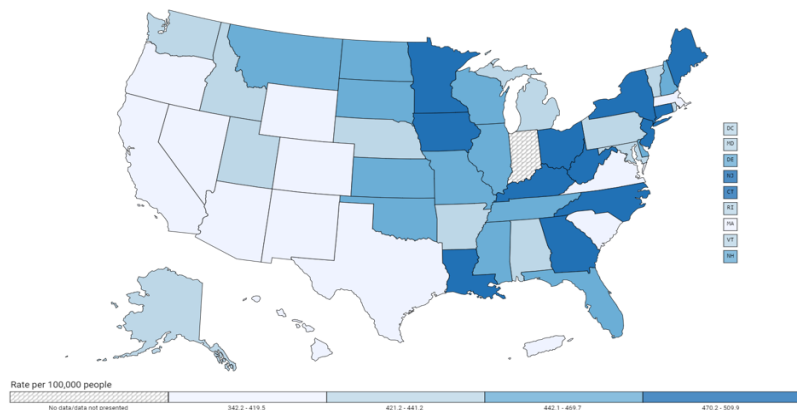 DC
MD
DE
NJ
CT
RI
MA
VT
NH
Rate per 100,000 people
No data/data not presented
342.2 - 419.5
421.2 - 441.2
442.1 - 469.7
470.2 - 509.9